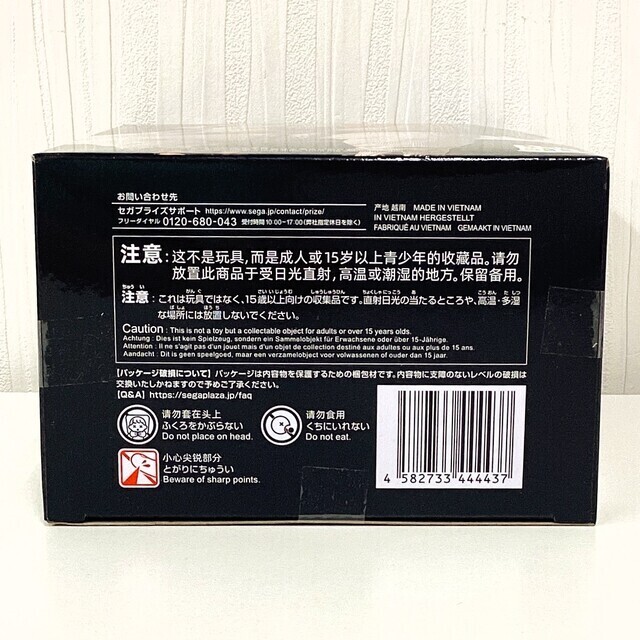 お問い合わせ先
セガプライズサポート https://www.sega.jp/contact/prize/
フリーダイヤル 0120-680-043 受付時間 10:00~17:00(弊社指定休日を除く)
产地 越南 MADE IN VIETNAM
IN VIETNAM HERGESTELLT
FABRIQUÉ AU VIETNAM GEMAAKT IN VIETNAM
注意:这不是玩具,而是成人或15岁以上青少年的收藏品。请勿
放置此商品于受日光直射,高温或潮湿的地方。保留备用。
注意:これは玩具ではなく、15歳以上向けの収集品です。直射日光の当たるところや、高温・多湿
な場所には放置しないでください。
Caution : This is not a toy but a collectable object for adults or over 15 years olds.
Achtung : Dies ist kein Spielzeug, sondern ein Sammalobjekt für Erwachsene oder über 15-Jährige.
Attention : Il ne s'agit pas d'un jouet mais d'un objet de collection destiné aux adultes ou aux plus de 15 ans.
Aandacht : Dit is geen speelgoed, maar een verzamelobject voor volwassenen of ouder dan 15 jaar.
【パッケージ破損について】パッケージは内容物を保護するための梱包材です。内容物に支障のないレベルの破損は
交換いたしかねますので予めご了承ください。
【Q&A】https://segaplaza.jp/faq
请勿套在头上
ふくろをかぶらない
Do not place on head.
请勿食用
くちにいれない
Do not eat.
小心尖锐部分
とがりにちゅうい
Beware of sharp points.
4 582733 444437